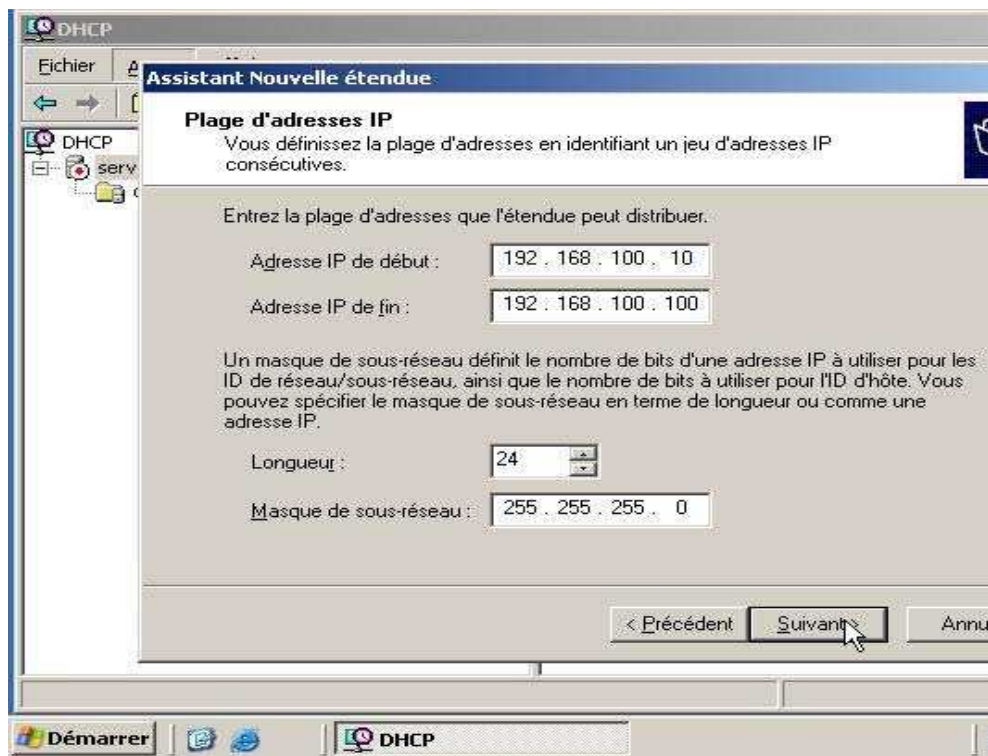 DHCP
Fichier
Assistant Nouvelle étendue
Plage d'adresses IP
Vous définissez la plage d'adresses en identifiant un jeu d'adresses IP
consécutives.
DHCP
serv
Entrez la plage d'adresses que l'étendue peut distribuer.
Adresse IP de début : 192 . 168 . 100 . 10
Adresse IP de fin : 192 . 168 . 100 . 100
Un masque de sous-réseau définit le nombre de bits d'une adresse IP à utiliser pour les
ID de réseau/sous-réseau, ainsi que le nombre de bits à utiliser pour l'ID d'hôte. Vous
pouvez spécifier le masque de sous-réseau en terme de longueur ou comme une
adresse IP.
Longueur : 24
Masque de sous-réseau : 255 . 255 . 255 . 0
< Précédent Suivant > Annu
Démarrer DHCP